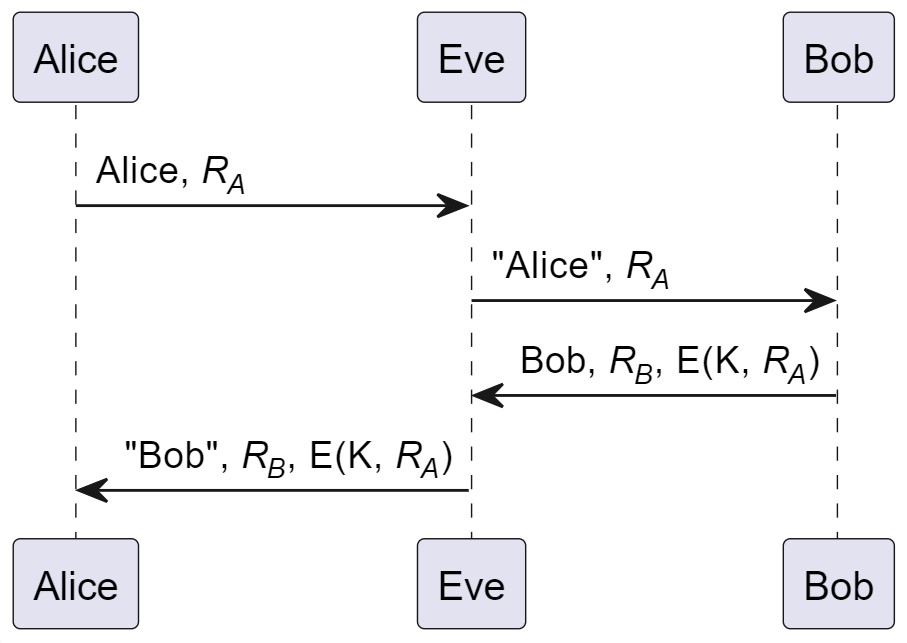 Alice
Eve
Bob
Alice, R_A
"Alice", R_A
Bob, R_B, E(K, R_A)
"Bob", R_B, E(K, R_A)
Alice
Eve
Bob